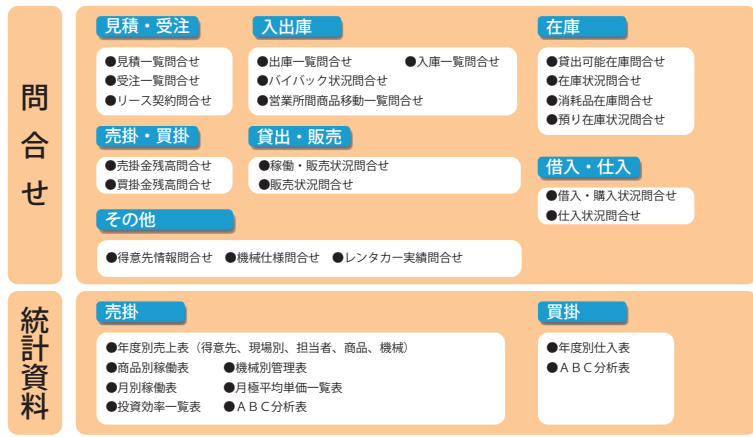 問合せ
見積・受注
●見積一覧問合せ
●受注一覧問合せ
●リース契約問合せ
入出庫
●出庫一覧問合せ ●入庫一覧問合せ
●バイバック状況問合せ
●営業所間商品移動一覧問合せ
在庫
●貸出可能在庫問合せ
●在庫状況問合せ
●消耗品在庫問合せ
●預り在庫状況問合せ
売掛・買掛
●売掛金残高問合せ
●買掛金残高問合せ
貸出・販売
●稼働・販売状況問合せ
●販売状況問合せ
借入・仕入
●借入・購入状況問合せ
●仕入状況問合せ
その他
●得意先情報問合せ ●機械仕様問合せ ●レンタカー実績問合せ
統計資料
売掛
●年度別売上表（得意先、現場別、担当者、商品、機械）
●商品別稼働表 ●機械別管理表
●月別稼働表 ●月極平均単価一覧表
●投資効率一覧表 ●ＡＢＣ分析表
買掛
●年度別仕入表
●ＡＢＣ分析表